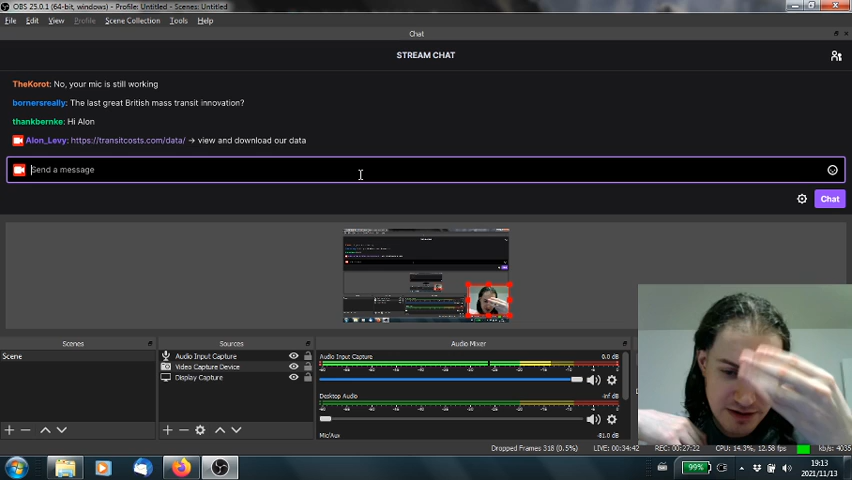 OBS 25.0.1 (64-bit, windows) - Profile: Untitled - Scenes: Untitled
File Edit View Profile Scene Collection Tools Help
Chat
STREAM CHAT
TheKorot: No, your mic is still working
bornersreally: The last great British mass transit innovation?
thankbernke: Hi Alon
Alon_Levy: https://transitcosts.com/data/ → view and download our data
Send a message
Chat
Scenes Sources Audio Mixer
Scene
Audio Input Capture
Video Capture Device
Display Capture
Audio Input Capture 0.0 dB
Desktop Audio -inf dB
Mic/Aux -81.0 dB
Dropped Frames 318 (0.5%) LIVE: 00:34:42 REC: 00:27:22 CPU: 14.3%, 12.58 fps kb/s: 4035
99% 19:13
2021/11/13